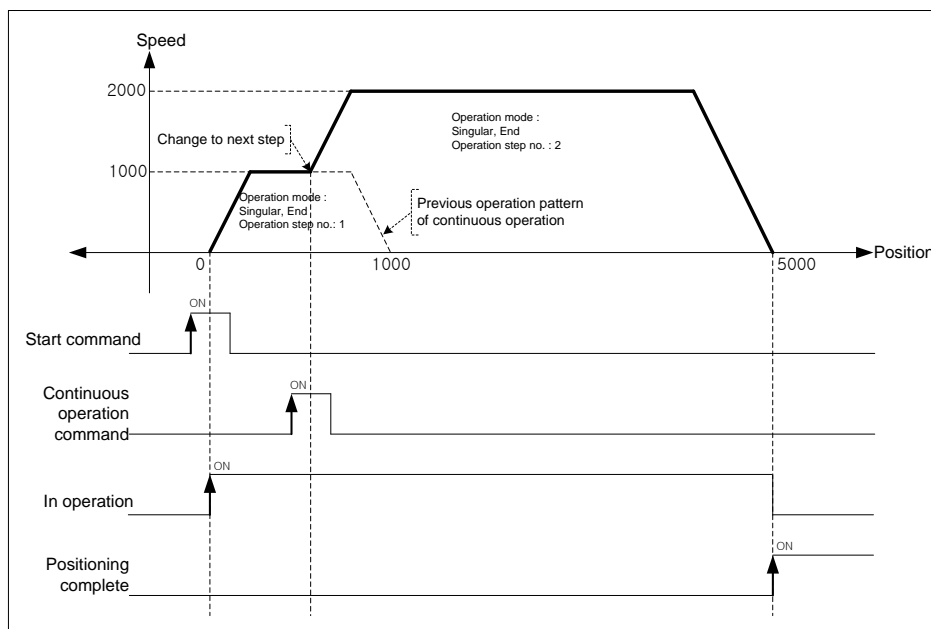 Speed
2000
Operation mode :
Singular, End
Operation step no. : 2
Change to next step
1000
Operation mode :
Singular, End
Operation step no.: 1
Previous operation pattern
of continuous operation
Position
0
1000
5000
ON
Start command
ON
Continuous
operation
command
ON
In operation
ON
Positioning
complete